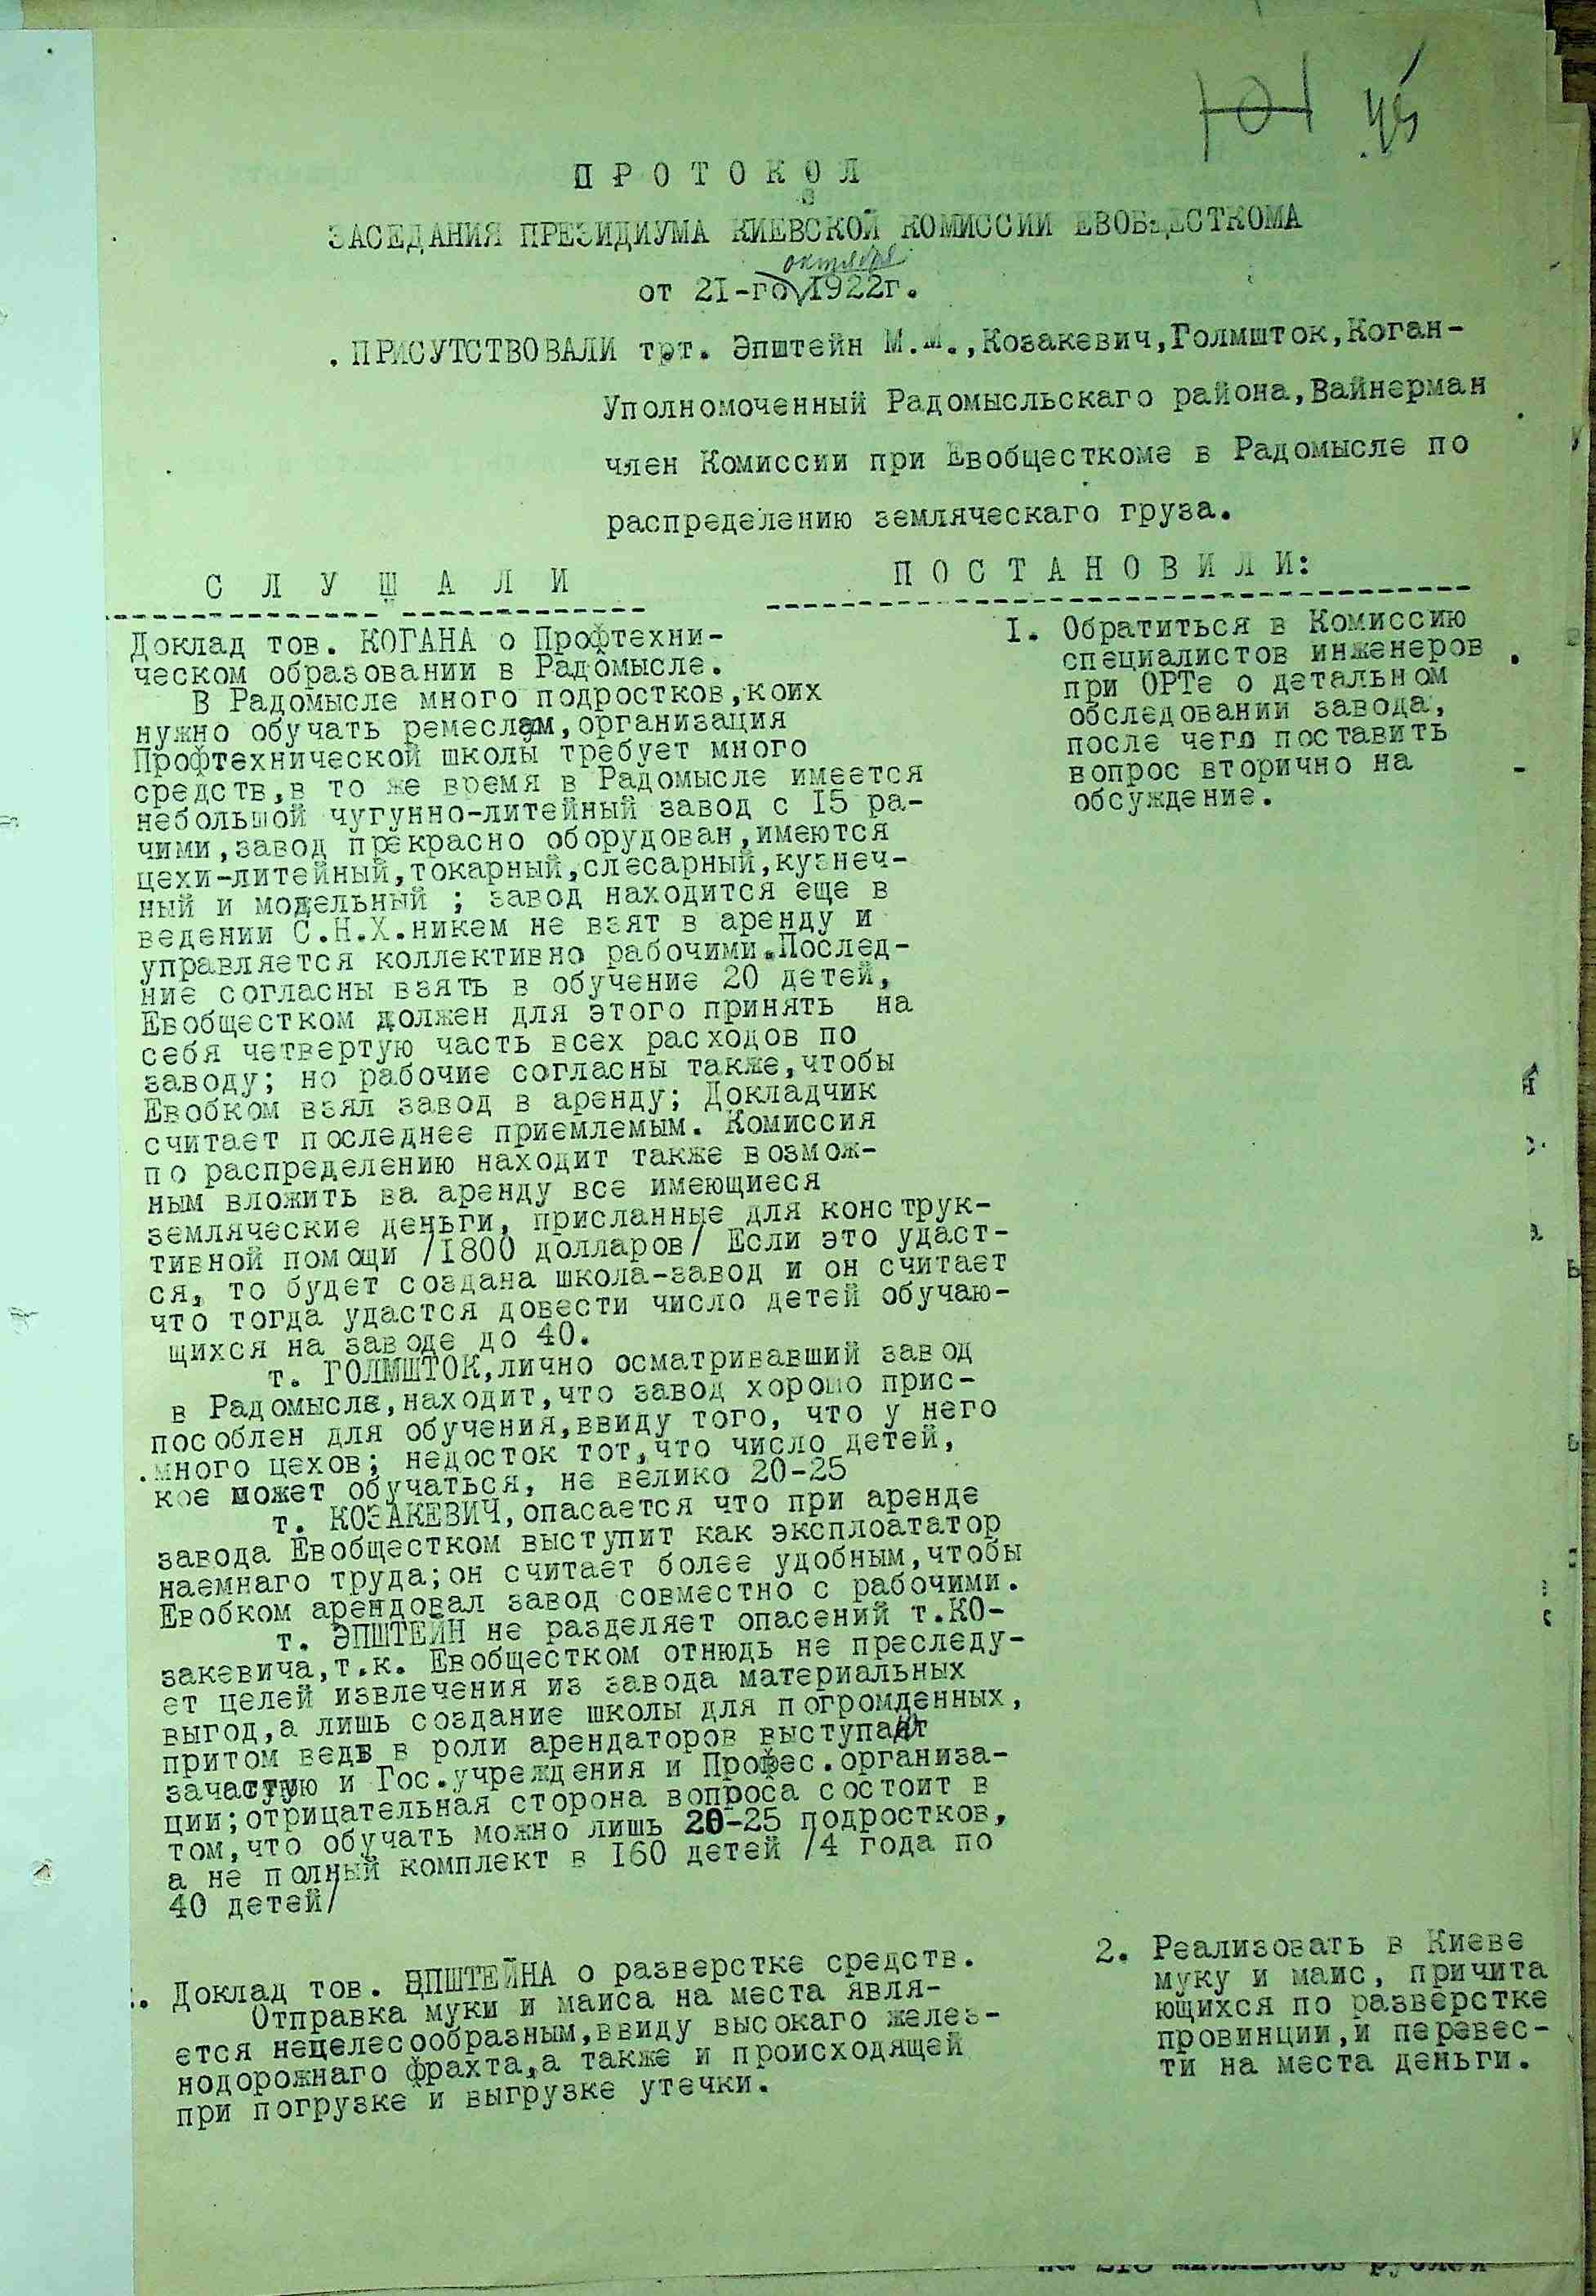 45
П Р О Т О К О Л
ЗАСЕДАНИЯ ПРЕЗИДИУМА КИЕВСКОЙ КОМИССИИ ЕВОБЩЕСТКОМА
октября
от 21-го 1922г.
ПРИСУТСТВОВАЛИ трт. Эпштейн М.М.,Козакевич,Голмшток,Коган-
Уполномоченный Радомысльскаго района,Вайнерман
член Комиссии при Евобщесткоме в Радомысле по
распределению земляческаго груза.
С Л У Ш А Л И
Доклад тов. КОГАНА о Профтехни-
ческом образовании в Радомысле.
В Радомысле много подростков,коих
нужно обучать ремеслам,организация
Профтехнической школы требует много
средств,в то же время в Радомысле имеется
небольшой чугунно-литейный завод с I5 ра-
чими,завод прекрасно оборудован,имеются
цехи-литейный,токарный,слесарный,кузнеч-
ный и модельный ; завод находится еще в
ведении С.Н.Х.никем не взят в аренду и
управляется коллективно рабочими.Послед-
ние согласны взять в обучение 20 детей,
Евобщестком должен для этого принять на
себя четвертую часть всех расходов по
заводу; но рабочие согласны также,чтобы
Евобком взял завод в аренду; Докладчик
считает последнее приемлемым. Комиссия
по распределению находит также возмож-
ным вложить ва аренду все имеющиеся
земляческие деньги, присланные для конструк-
тивной помощи /I800 долларов/ Если это удаст-
ся, то будет создана школа-завод и он считает
что тогда удастся довести число детей обучаю-
щихся на заводе до 40.
т. ГОЛМШТОК,лично осматривавший завод
в Радомысле,находит,что завод хорошо прис-
пособлен для обучения,ввиду того, что у него
много цехов; недосток тот,что число детей,
кое может обучаться, не велико 20-25
т. КОЗАКЕВИЧ,опасается что при аренде
завода Евобщестком выступит как эксплоататор
наемнаго труда;он считает более удобным,чтобы
Евобком арендовал завод совместно с рабочими.
т. ЭПШТЕЙН не разделяет опасений т.КО-
закевича,т.к. Евобщестком отнюдь не преследу-
ет целей извлечения из завода материальных
выгод,а лишь создание школы для погромденных,
притом ведь в роли арендаторов выступают
зачастую и Гос.учреждения и Профес.организа-
ции;отрицательная сторона вопроса состоит в
том,что обучать можно лишь 20-25 подростков,
а не полный комплект в I60 детей /4 года по
40 детей/
Доклад тов. ЭПШТЕЙНА о разверстке средств.
Отправка муки и маиса на места явля-
ется нецелесообразным,ввиду высокаго желез-
нодорожнаго фрахта,а также и происходящей
при погрузке и выгрузке утечки.
П О С Т А Н О В И Л И:
I. Обратиться в Комиссию
специалистов инженеров
при ОРТе о детальном
обследовании завода,
после чего поставить
вопрос вторично на
обсуждение.
2. Реализовать в Киеве
муку и маис, причита
ющихся по разверстке
провинции,и перевес-
ти на места деньги.